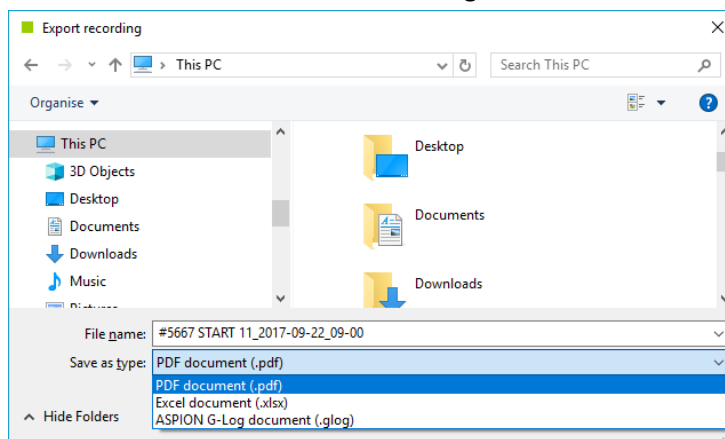 Export recording
This PC
Search This PC
Organise
This PC
3D Objects
Desktop
Documents
Downloads
Music
Desktop
Documents
Downloads
File name: #5667 START 11_2017-09-22_09-00
Save as type: PDF document (.pdf)
PDF document (.pdf)
Excel document (.xlsx)
ASPION G-Log document (.glog)
Hide Folders